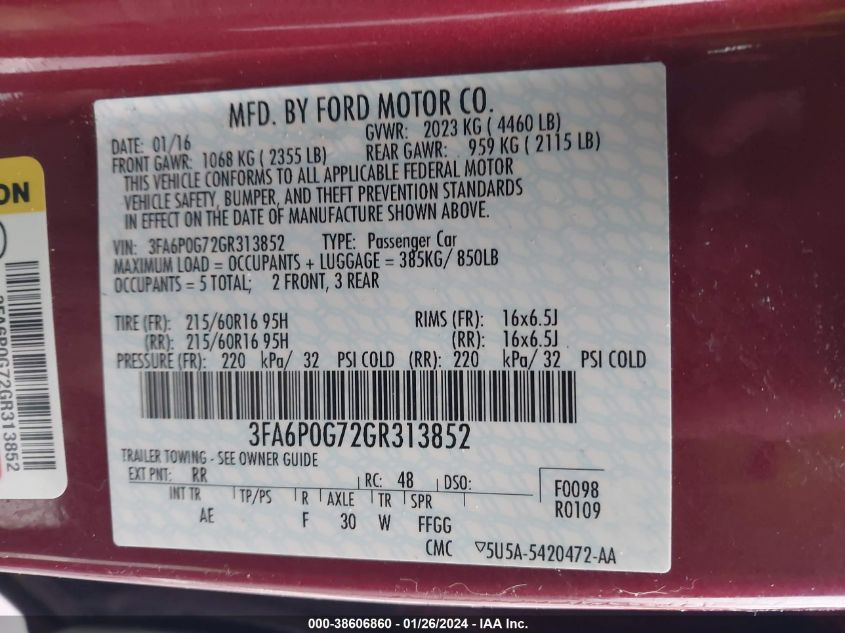 MFD. BY FORD MOTOR CO.
DATE: 01/16 GVWR: 2023 KG ( 4460 LB)
FRONT GAWR: 1068 KG ( 2355 LB) REAR GAWR: 959 KG ( 2115 LB)
THIS VEHICLE CONFORMS TO ALL APPLICABLE FEDERAL MOTOR
VEHICLE SAFETY, BUMPER, AND THEFT PREVENTION STANDARDS
IN EFFECT ON THE DATE OF MANUFACTURE SHOWN ABOVE.
VIN: 3FA6P0G72GR313852 TYPE: Passenger Car
MAXIMUM LOAD = OCCUPANTS + LUGGAGE = 385KG/ 850LB
OCCUPANTS = 5 TOTAL; 2 FRONT, 3 REAR
TIRE (FR): 215/60R16 95H RIMS (FR): 16x6.5J
(RR): 215/60R16 95H (RR): 16x6.5J
PRESSURE (FR): 220 kPa/ 32 PSI COLD (RR): 220 kPa/ 32 PSI COLD
3FA6P0G72GR313852
TRAILER TOWING - SEE OWNER GUIDE
EXT PNT: RR RC: 48 DSO: F0098
R0109
INT TR TP/PS R AXLE TR SPR
AE F 30 W FFGG
CMC ▽5U5A-5420472-AA
ON
3FA6P0G72GR313852
000-38606860 — 01/26/2024 - IAA Inc.